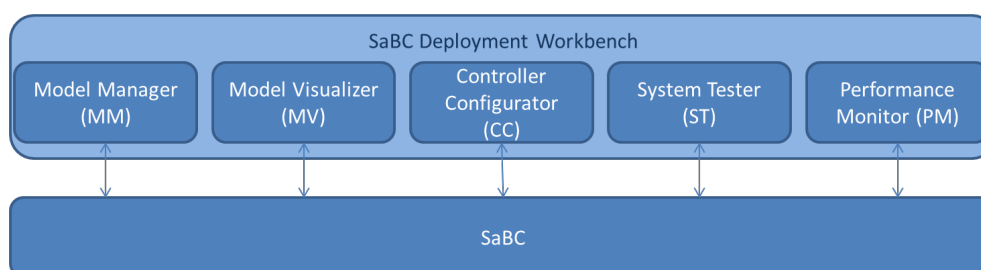 SaBC Deployment Workbench
Model Manager
(MM)
Model Visualizer
(MV)
Controller
Configurator
(CC)
System Tester
(ST)
Performance
Monitor (PM)
SaBC